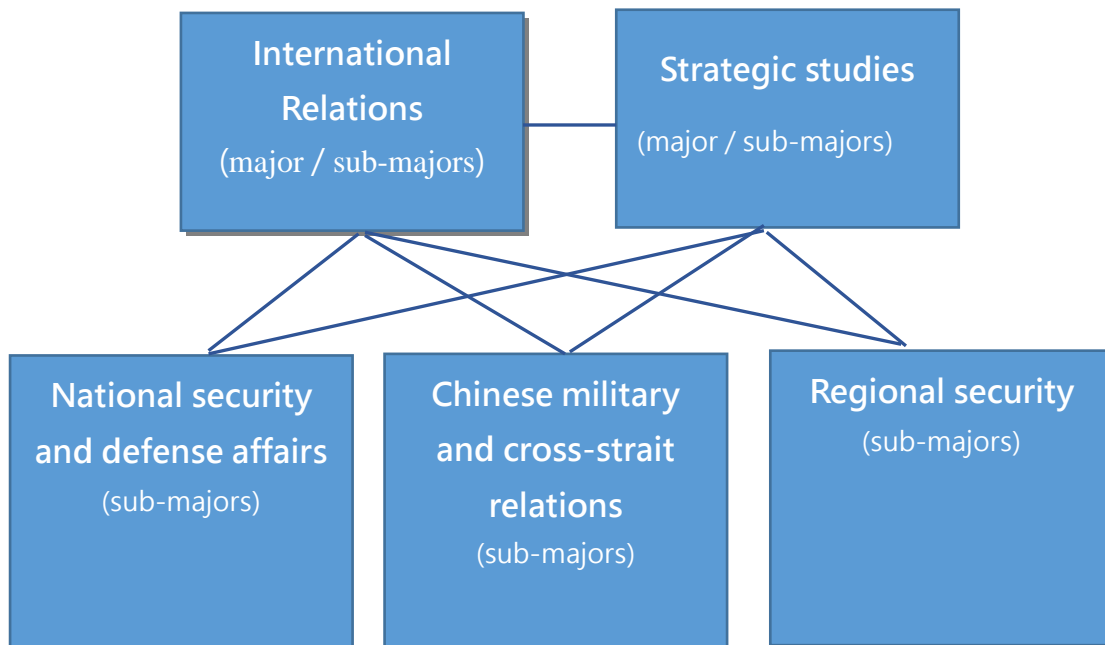 International
Relations
(major / sub-majors)
Strategic studies
(major / sub-majors)
National security
and defense affairs
(sub-majors)
Chinese military
and cross-strait
relations
(sub-majors)
Regional security
(sub-majors)